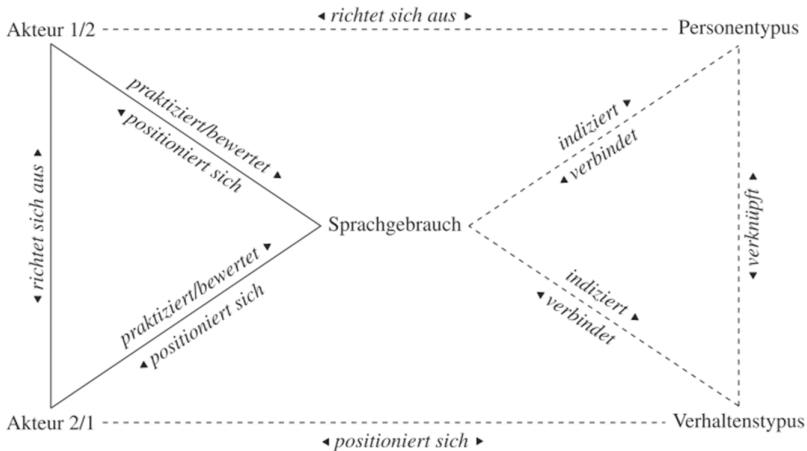 ◄ richtet sich aus ►
Akteur 1/2
Personentypus
praktiziert/bewertet ►
◄ positioniert sich
indiziert ►
◄ verbindet
◄ richtet sich aus ►
Sprachgebrauch
◄ verknüpft ►
praktiziert/bewertet ►
◄ positioniert sich
indiziert ►
◄ verbindet
Akteur 2/1
Verhaltenstypus
◄ positioniert sich ►